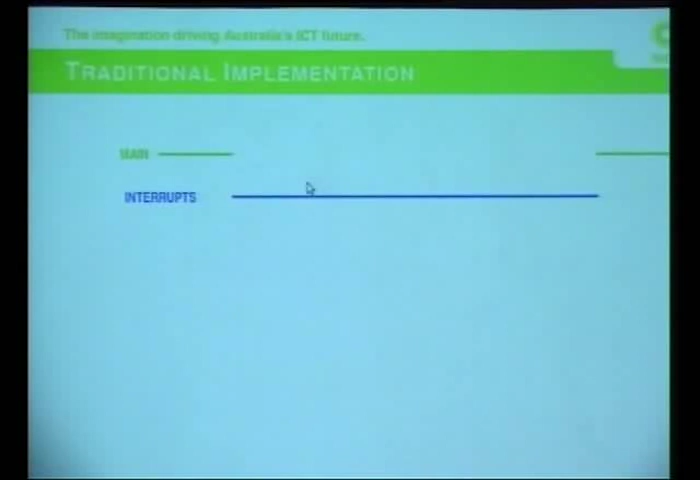 The imagination driving Australia's ICT future.
TRADITIONAL IMPLEMENTATION
MAIN
INTERRUPTS